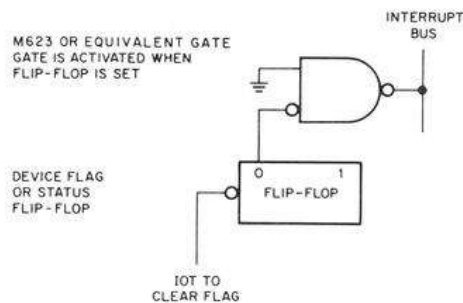 INTERRUPT
BUS
M623 OR EQUIVALENT GATE
GATE IS ACTIVATED WHEN
FLIP-FLOP IS SET
DEVICE FLAG
OR STATUS
FLIP-FLOP
0 1
FLIP-FLOP
IOT TO
CLEAR FLAG